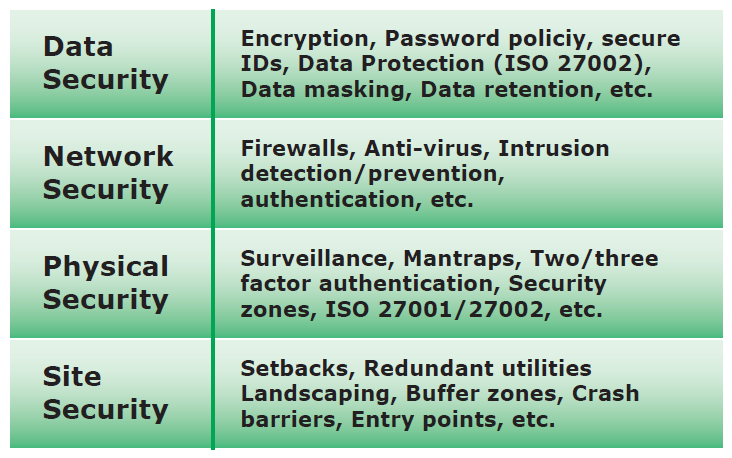 Data
Security
Encryption, Password policiy, secure
IDs, Data Protection (ISO 27002),
Data masking, Data retention, etc.
Network
Security
Firewalls, Anti-virus, Intrusion
detection/prevention,
authentication, etc.
Physical
Security
Surveillance, Mantraps, Two/three
factor authentication, Security
zones, ISO 27001/27002, etc.
Site
Security
Setbacks, Redundant utilities
Landscaping, Buffer zones, Crash
barriers, Entry points, etc.